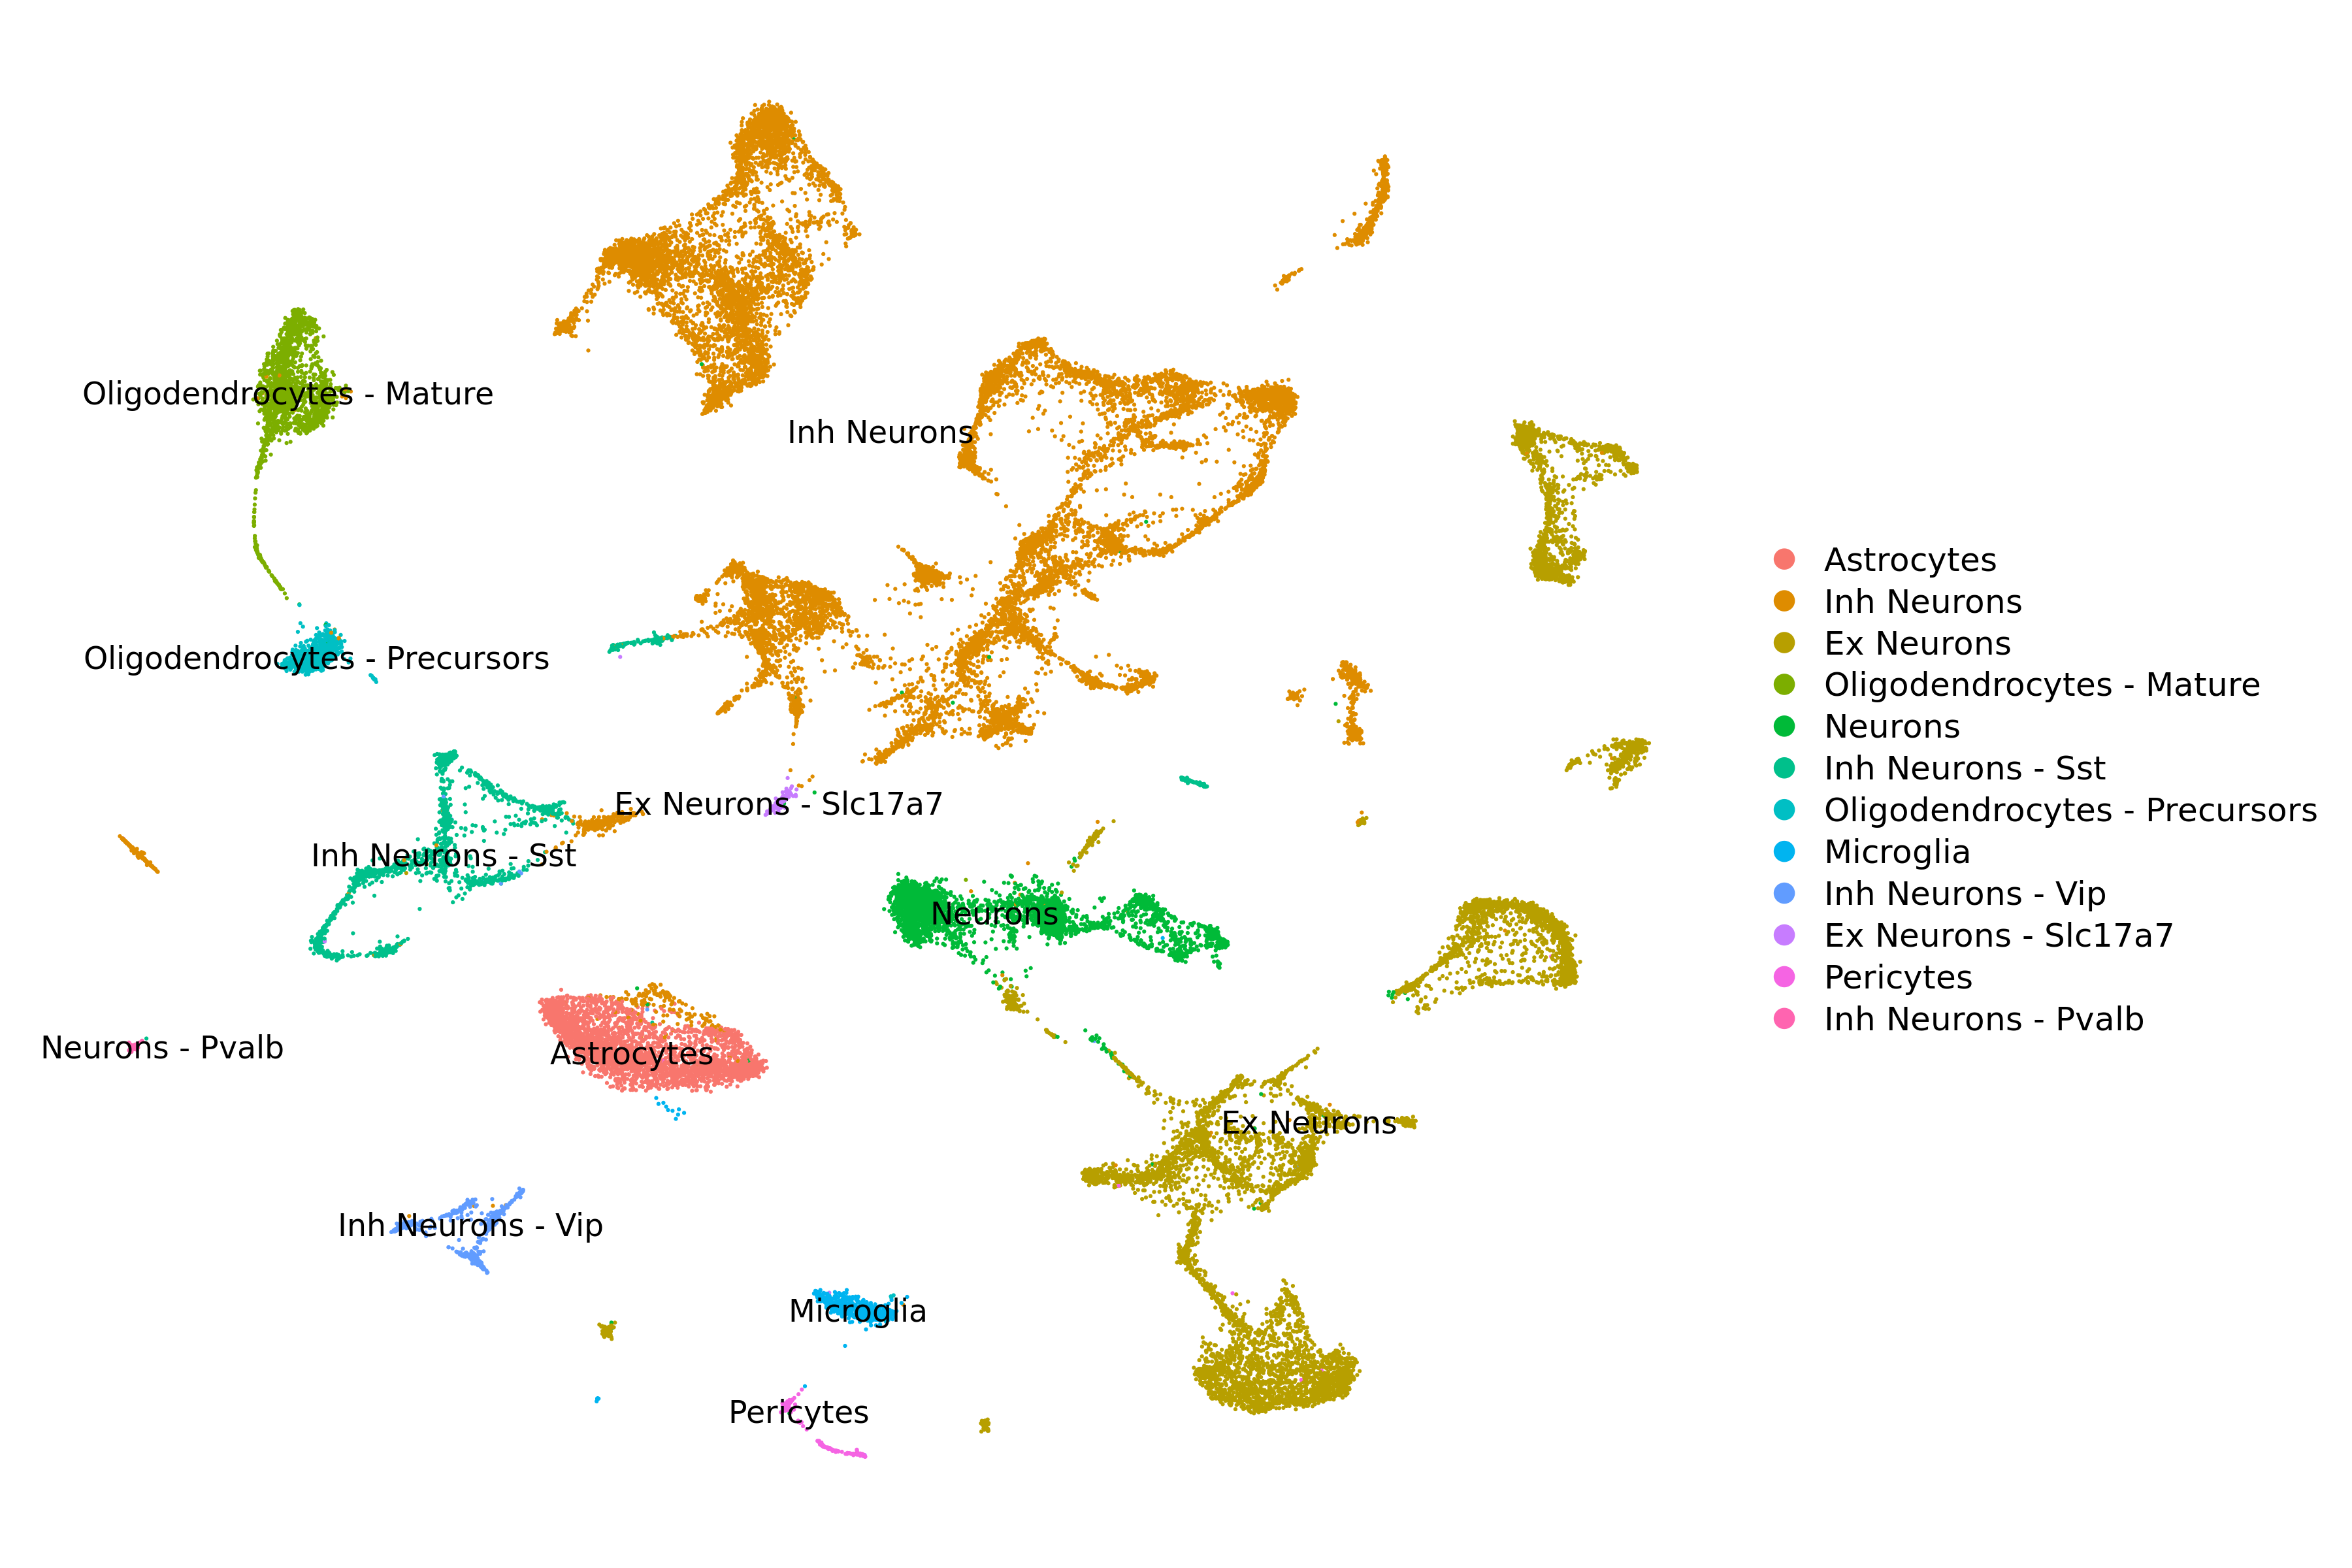 Oligodendrocytes - Mature
Inh Neurons
Oligodendrocytes - Precursors
Ex Neurons - Slc17a7
Inh Neurons - Sst
Neurons
Neurons - Pvalb
Astrocytes
Ex Neurons
Inh Neurons - Vip
Microglia
Pericytes
Astrocytes
Inh Neurons
Ex Neurons
Oligodendrocytes - Mature
Neurons
Inh Neurons - Sst
Oligodendrocytes - Precursors
Microglia
Inh Neurons - Vip
Ex Neurons - Slc17a7
Pericytes
Inh Neurons - Pvalb